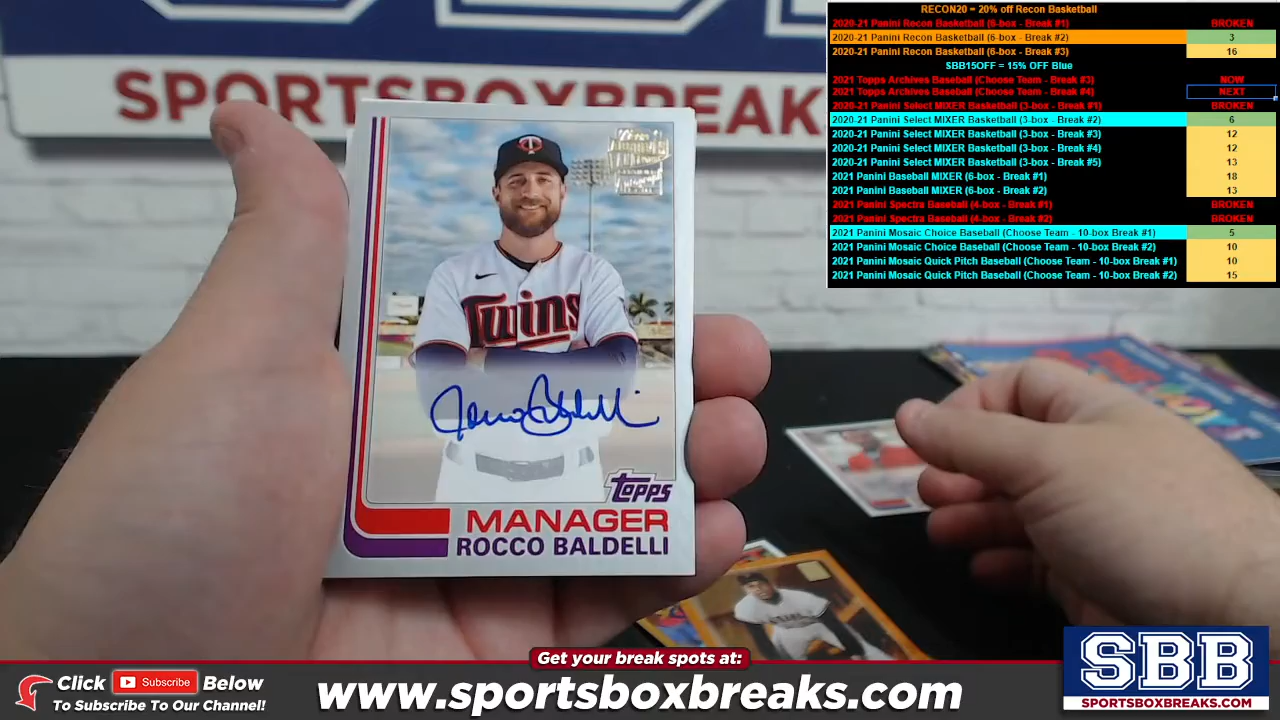 RECON20 = 20% off Recon Basketball
2020-21 Panini Recon Basketball (6-box - Break #1) BROKEN
2020-21 Panini Recon Basketball (6-box - Break #2) 3
2020-21 Panini Recon Basketball (6-box - Break #3) 16
SBB15OFF = 15% OFF Blue
2021 Topps Archives Baseball (Choose Team - Break #3) NOW
2021 Topps Archives Baseball (Choose Team - Break #4) NEXT
2020-21 Panini Select MIXER Basketball (3-box - Break #1) BROKEN
2020-21 Panini Select MIXER Basketball (3-box - Break #2) 6
2020-21 Panini Select MIXER Basketball (3-box - Break #3) 12
2020-21 Panini Select MIXER Basketball (3-box - Break #4) 12
2020-21 Panini Select MIXER Basketball (3-box - Break #5) 13
2021 Panini Baseball MIXER (6-box - Break #1) 18
2021 Panini Baseball MIXER (6-box - Break #2) 13
2021 Panini Spectra Baseball (4-box - Break #1) BROKEN
2021 Panini Spectra Baseball (4-box - Break #2) BROKEN
2021 Panini Mosaic Choice Baseball (Choose Team - 10-box Break #1) 5
2021 Panini Mosaic Choice Baseball (Choose Team - 10-box Break #2) 10
2021 Panini Mosaic Quick Pitch Baseball (Choose Team - 10-box Break #1) 10
2021 Panini Mosaic Quick Pitch Baseball (Choose Team - 10-box Break #2) 15
SPORTSBOXBREAKS
Twins
Rocco Baldelli
TOPPS
MANAGER
ROCCO BALDELLI
Get your break spots at:
Click Subscribe Below
To Subscribe To Our Channel!
www.sportsboxbreaks.com
SBB
SPORTSBOXBREAKS.COM